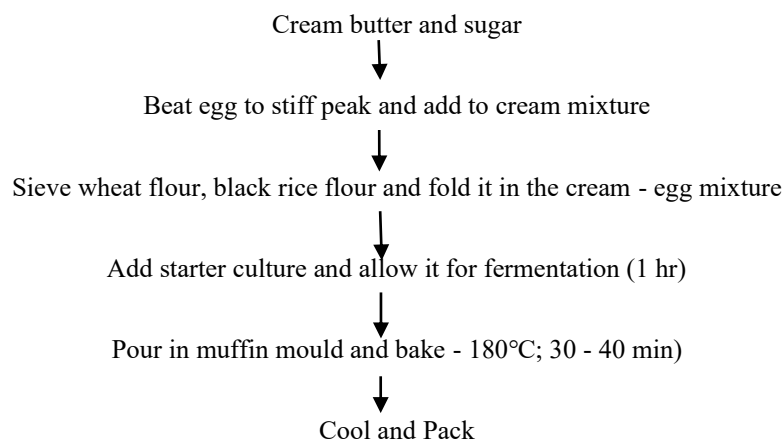 Cream butter and sugar
Beat egg to stiff peak and add to cream mixture
Sieve wheat flour, black rice flour and fold it in the cream - egg mixture
Add starter culture and allow it for fermentation (1 hr)
Pour in muffin mould and bake - 180°C; 30 - 40 min)
Cool and Pack